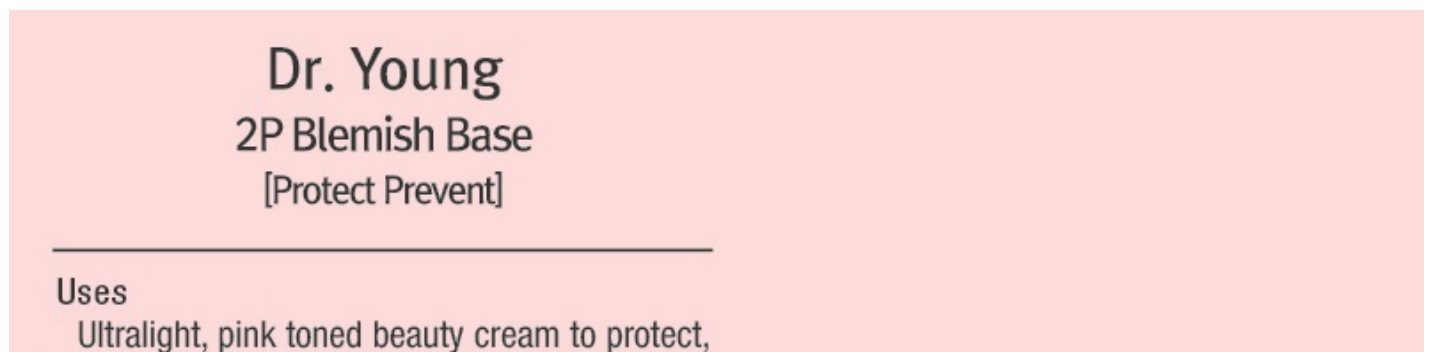 Dr. Young
2P Blemish Base
[Protect Prevent]
Uses
Ultralight, pink toned beauty cream to protect,